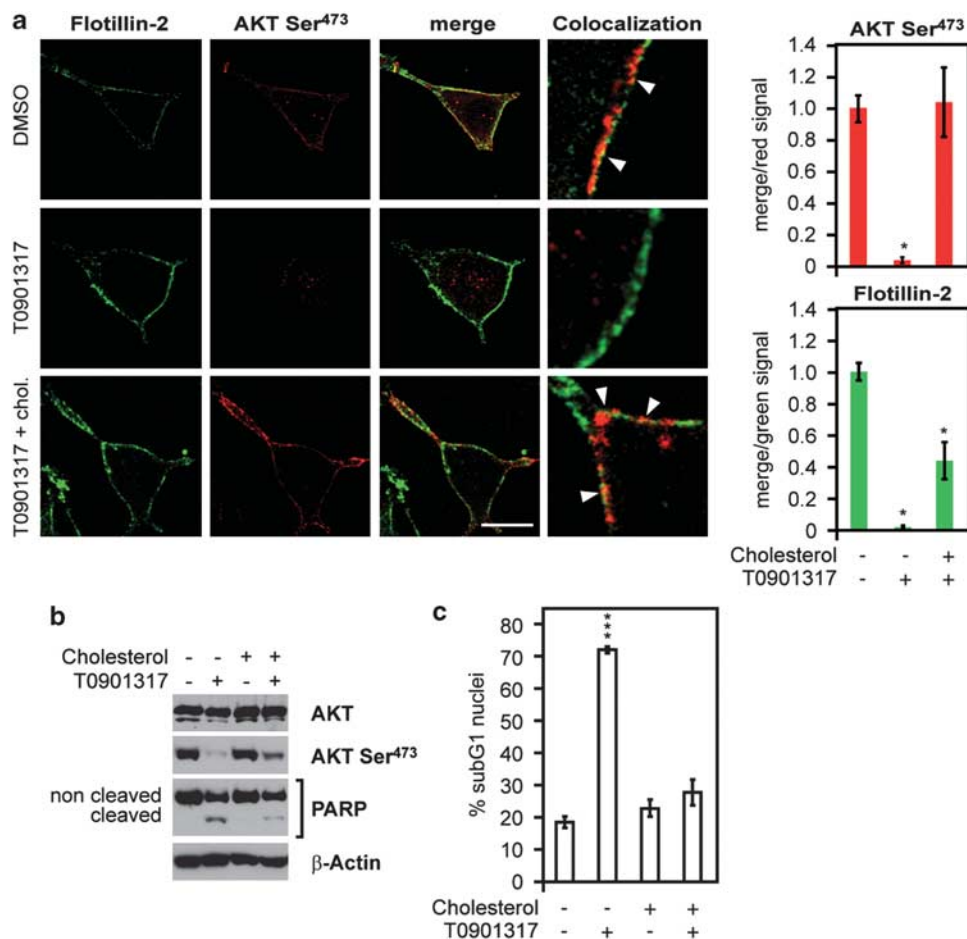 a
Flotillin-2 AKT Ser473 merge Colocalization
DMSO
T0901317
T0901317 + chol.
AKT Ser473
merge/red signal
1.4
1.2
1.0
0.8
0.6
0.4
0.2
0
*
Flotillin-2
merge/green signal
1.4
1.2
1.0
0.8
0.6
0.4
0.2
0
*
*
Cholesterol - - +
T0901317 - + +
b
Cholesterol - - + +
T0901317 - + - +
AKT
AKT Ser473
non cleaved
cleaved
PARP
β-Actin
c
% subG1 nuclei
80
70
60
50
40
30
20
10
0
***
Cholesterol - - + +
T0901317 - + - +